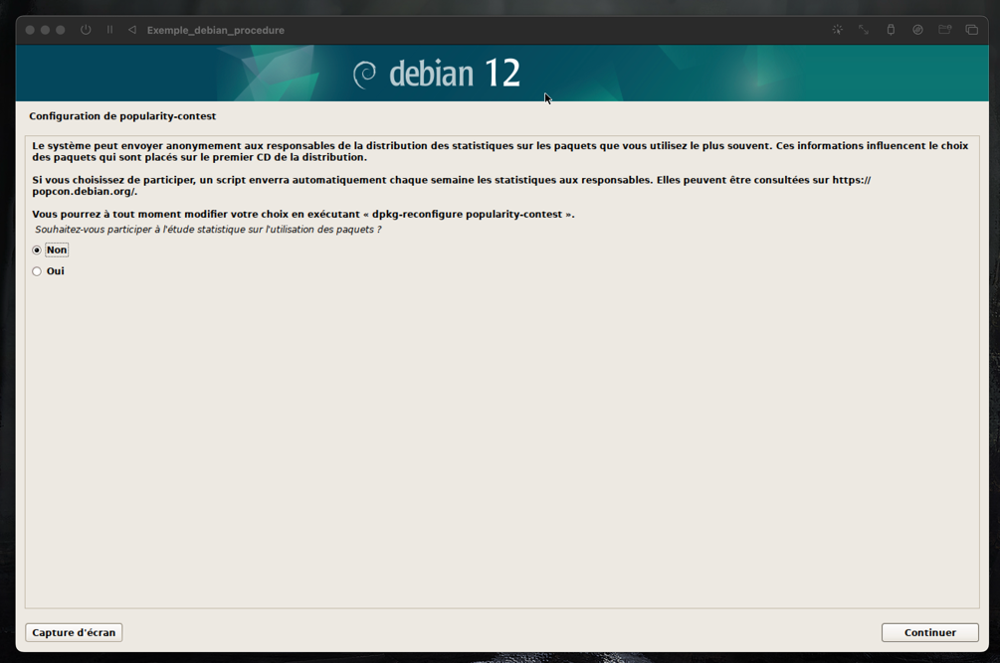 Exemple_debian_procedure
debian 12
Configuration de popularity-contest
Le système peut envoyer anonymement aux responsables de la distribution des statistiques sur les paquets que vous utilisez le plus souvent. Ces informations influencent le choix
des paquets qui sont placés sur le premier CD de la distribution.
Si vous choisissez de participer, un script enverra automatiquement chaque semaine les statistiques aux responsables. Elles peuvent être consultées sur https://
popcon.debian.org/.
Vous pourrez à tout moment modifier votre choix en exécutant « dpkg-reconfigure popularity-contest ».
Souhaitez-vous participer à l'étude statistique sur l'utilisation des paquets ?
Non
Oui
Capture d'écran
Continuer